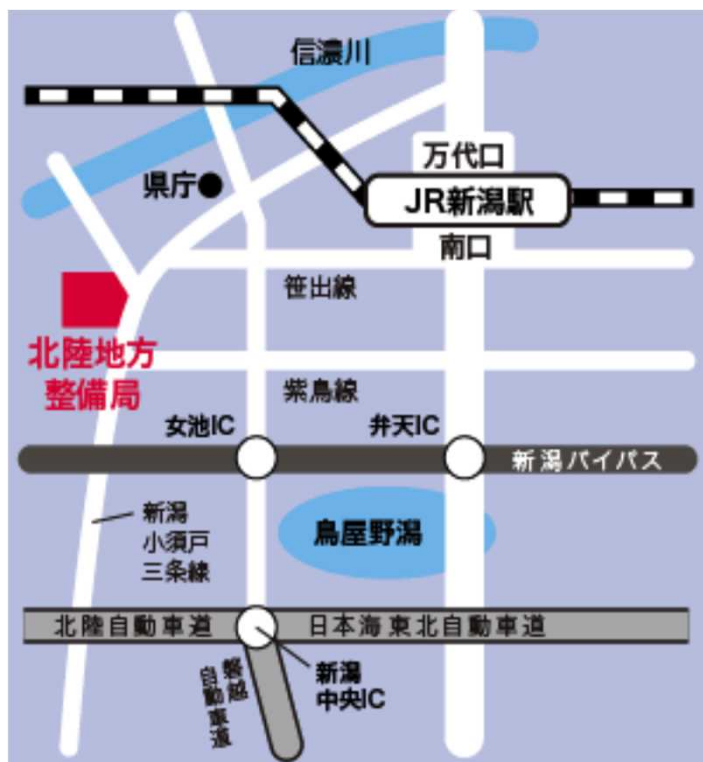 信濃川
県庁
万代口
JR新潟駅
南口
笹出線
北陸地方
整備局
紫鳥線
女池IC
弁天IC
新潟バイパス
新潟
小須戸
三条線
鳥屋野潟
北陸自動車道
日本海東北自動車道
磐越
自動車道
新潟
中央IC